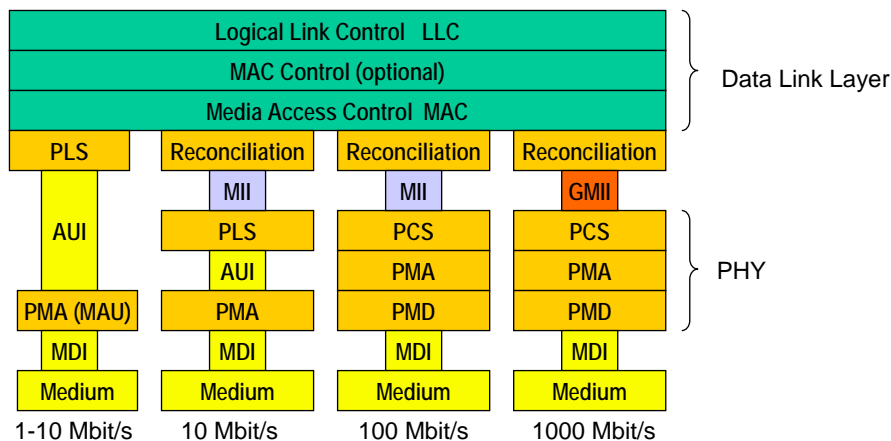 Logical Link Control LLC
MAC Control (optional)
Media Access Control MAC
Data Link Layer
PLS Reconciliation Reconciliation Reconciliation
MII MII GMII
AUI PLS PCS PCS
AUI PMA PMA
PHY
PMA (MAU) PMA PMD PMD
MDI MDI MDI MDI
Medium Medium Medium Medium
1-10 Mbit/s 10 Mbit/s 100 Mbit/s 1000 Mbit/s